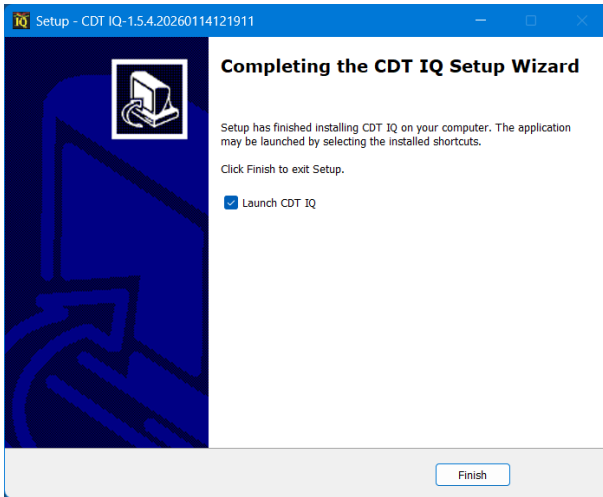 IQ Setup - CDT IQ-1.5.4.20260114121911
Completing the CDT IQ Setup Wizard
Setup has finished installing CDT IQ on your computer. The application
may be launched by selecting the installed shortcuts.
Click Finish to exit Setup.
Launch CDT IQ
Finish